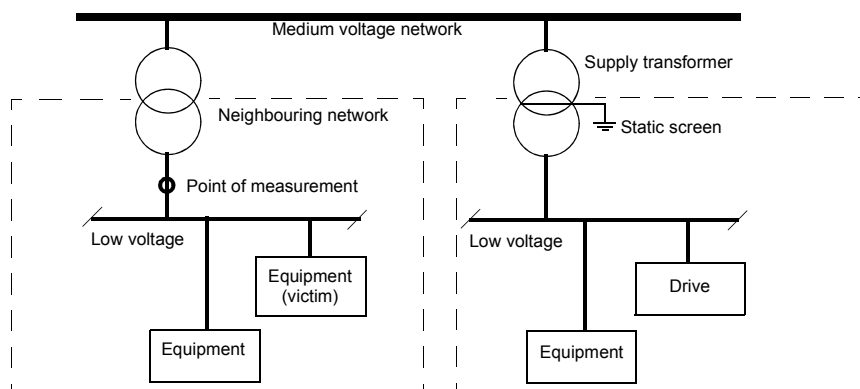 Medium voltage network
Supply transformer
Neighbouring network
Static screen
Point of measurement
Low voltage
Low voltage
Equipment
(victim)
Drive
Equipment
Equipment